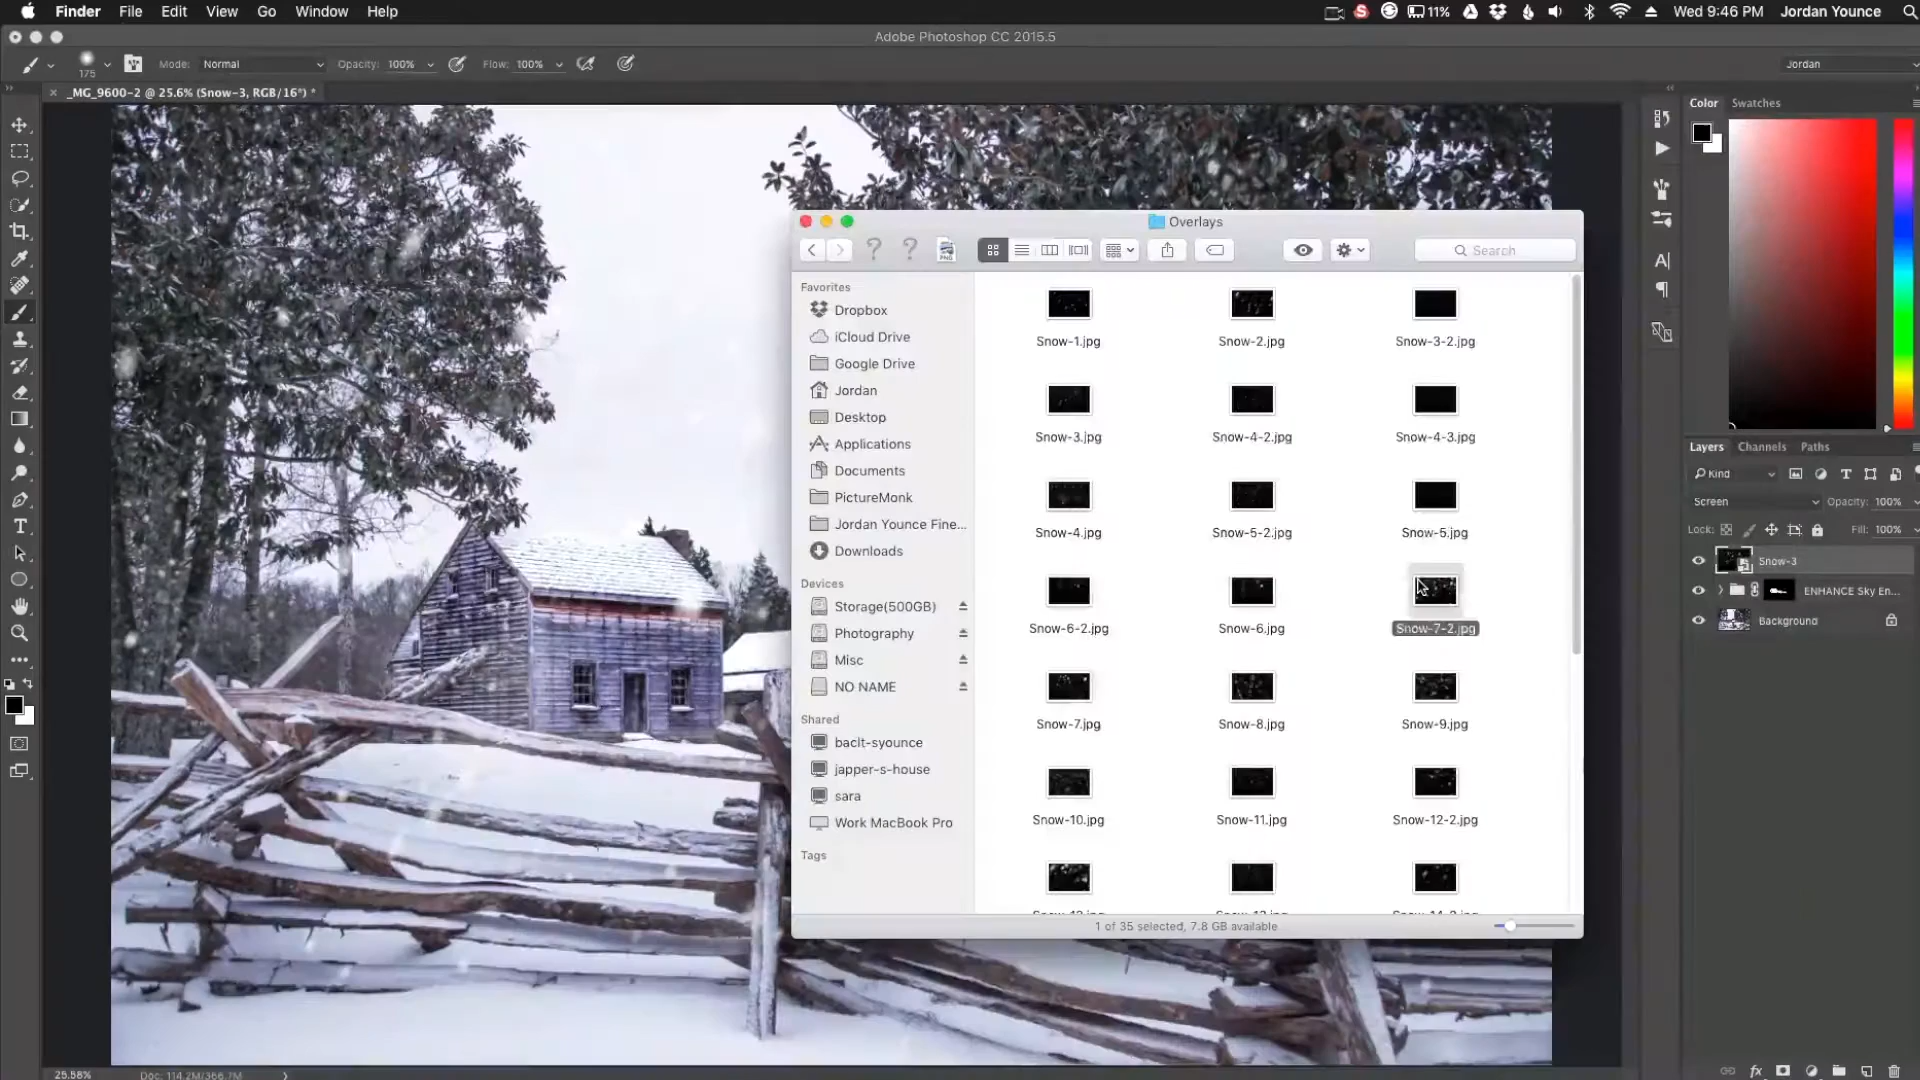 Finder File Edit View Go Window Help 11% Wed 9:46 PM Jordan Younce
Adobe Photoshop CC 2015.5
175 Mode: Normal Opacity: 100% Flow: 100% Jordan
_MG_9600-2 @ 25.6% (Snow-3, RGB/16*) *
Color Swatches
Overlays
PNG
Search
Favorites
Dropbox
iCloud Drive
Google Drive
Jordan
Desktop
Applications
Documents
PictureMonk
Jordan Younce Fine...
Downloads
Devices
Storage(500GB)
Photography
Misc
NO NAME
Shared
bacit-syounce
japper-s-house
sara
Work MacBook Pro
Tags
Snow-1.jpg Snow-2.jpg Snow-3-2.jpg
Snow-3.jpg Snow-4-2.jpg Snow-4-3.jpg
Snow-4.jpg Snow-5-2.jpg Snow-5.jpg
Snow-6-2.jpg Snow-6.jpg Snow-7-2.jpg
Snow-7.jpg Snow-8.jpg Snow-9.jpg
Snow-10.jpg Snow-11.jpg Snow-12-2.jpg
1 of 35 selected, 7.8 GB available
Layers Channels Paths
Kind
Screen Opacity: 100%
Lock: Fill: 100%
Snow-3
ENHANCE Sky En...
Background
25.58% Doc: 114.2M/366.7M